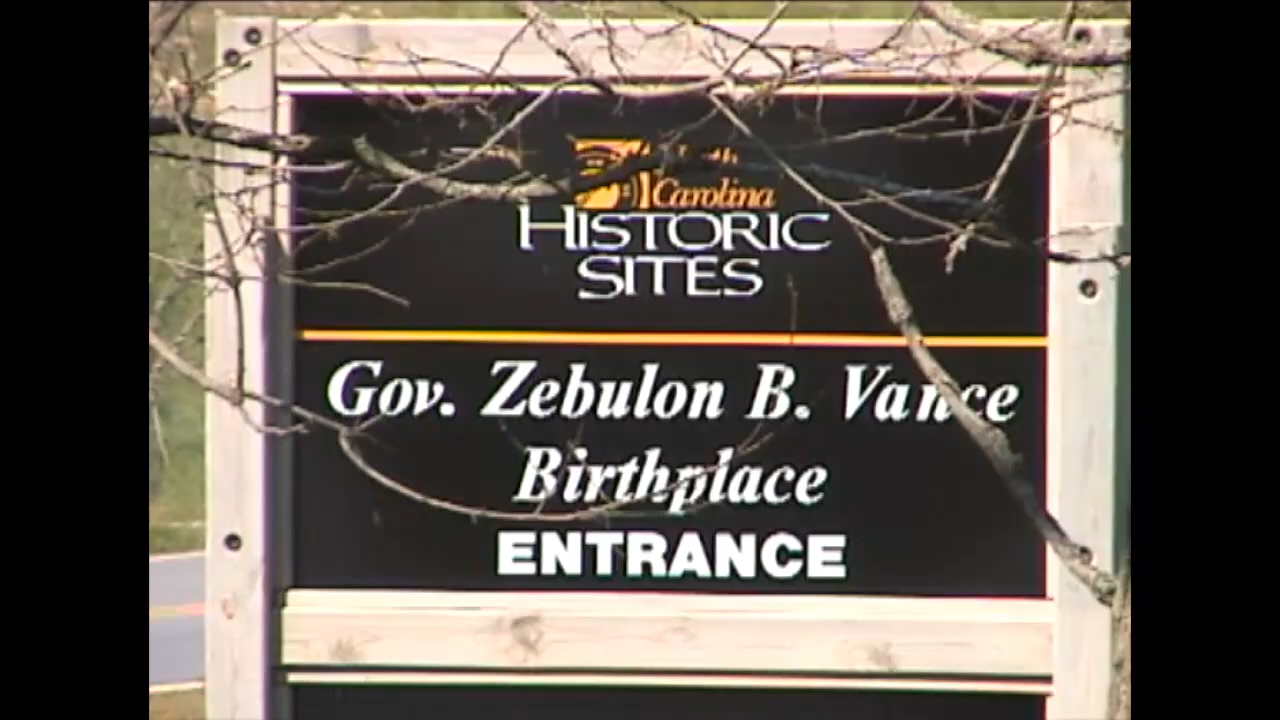 Carolina
HISTORIC
SITES
Gov. Zebulon B. Vance
Birthplace
ENTRANCE